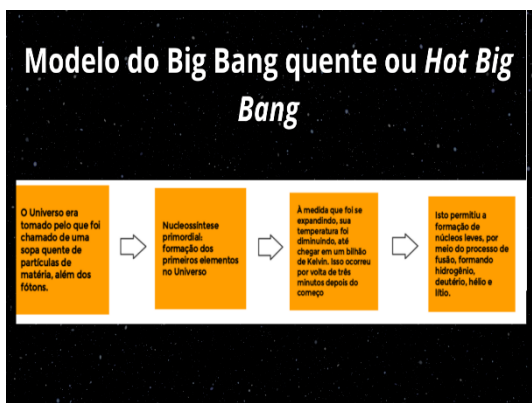 Modelo do Big Bang quente ou Hot Big
Bang
O Universo era
tomado pelo que foi
chamado de uma
sopa quente de
partículas de
matéria, além dos
fótons.
Nucleossíntese
primordial:
formação dos
primeiros elementos
no Universo
À medida que foi se
expandindo, sua
temperatura foi
diminuindo, até
chegar em um bilhão
de Kelvin. Isso ocorreu
por volta de três
minutos depois do
começo
Isto permitiu a
formação de
núcleos leves, por
meio do processo de
fusão, formando
hidrogênio,
deutério, hélio e
lítio.